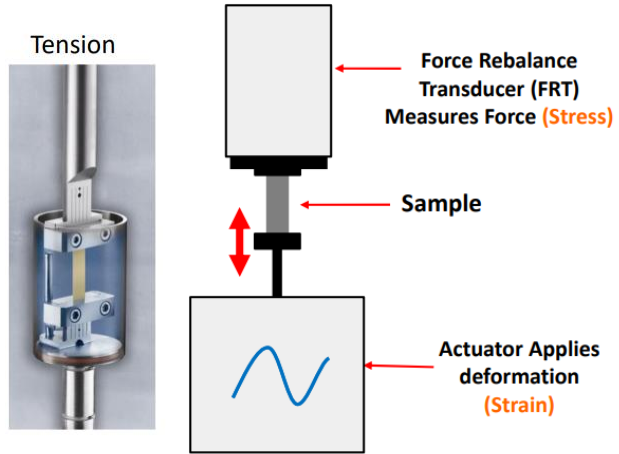 Tension
Force Rebalance
Transducer (FRT)
Measures Force (Stress)
Sample
Actuator Applies
deformation
(Strain)